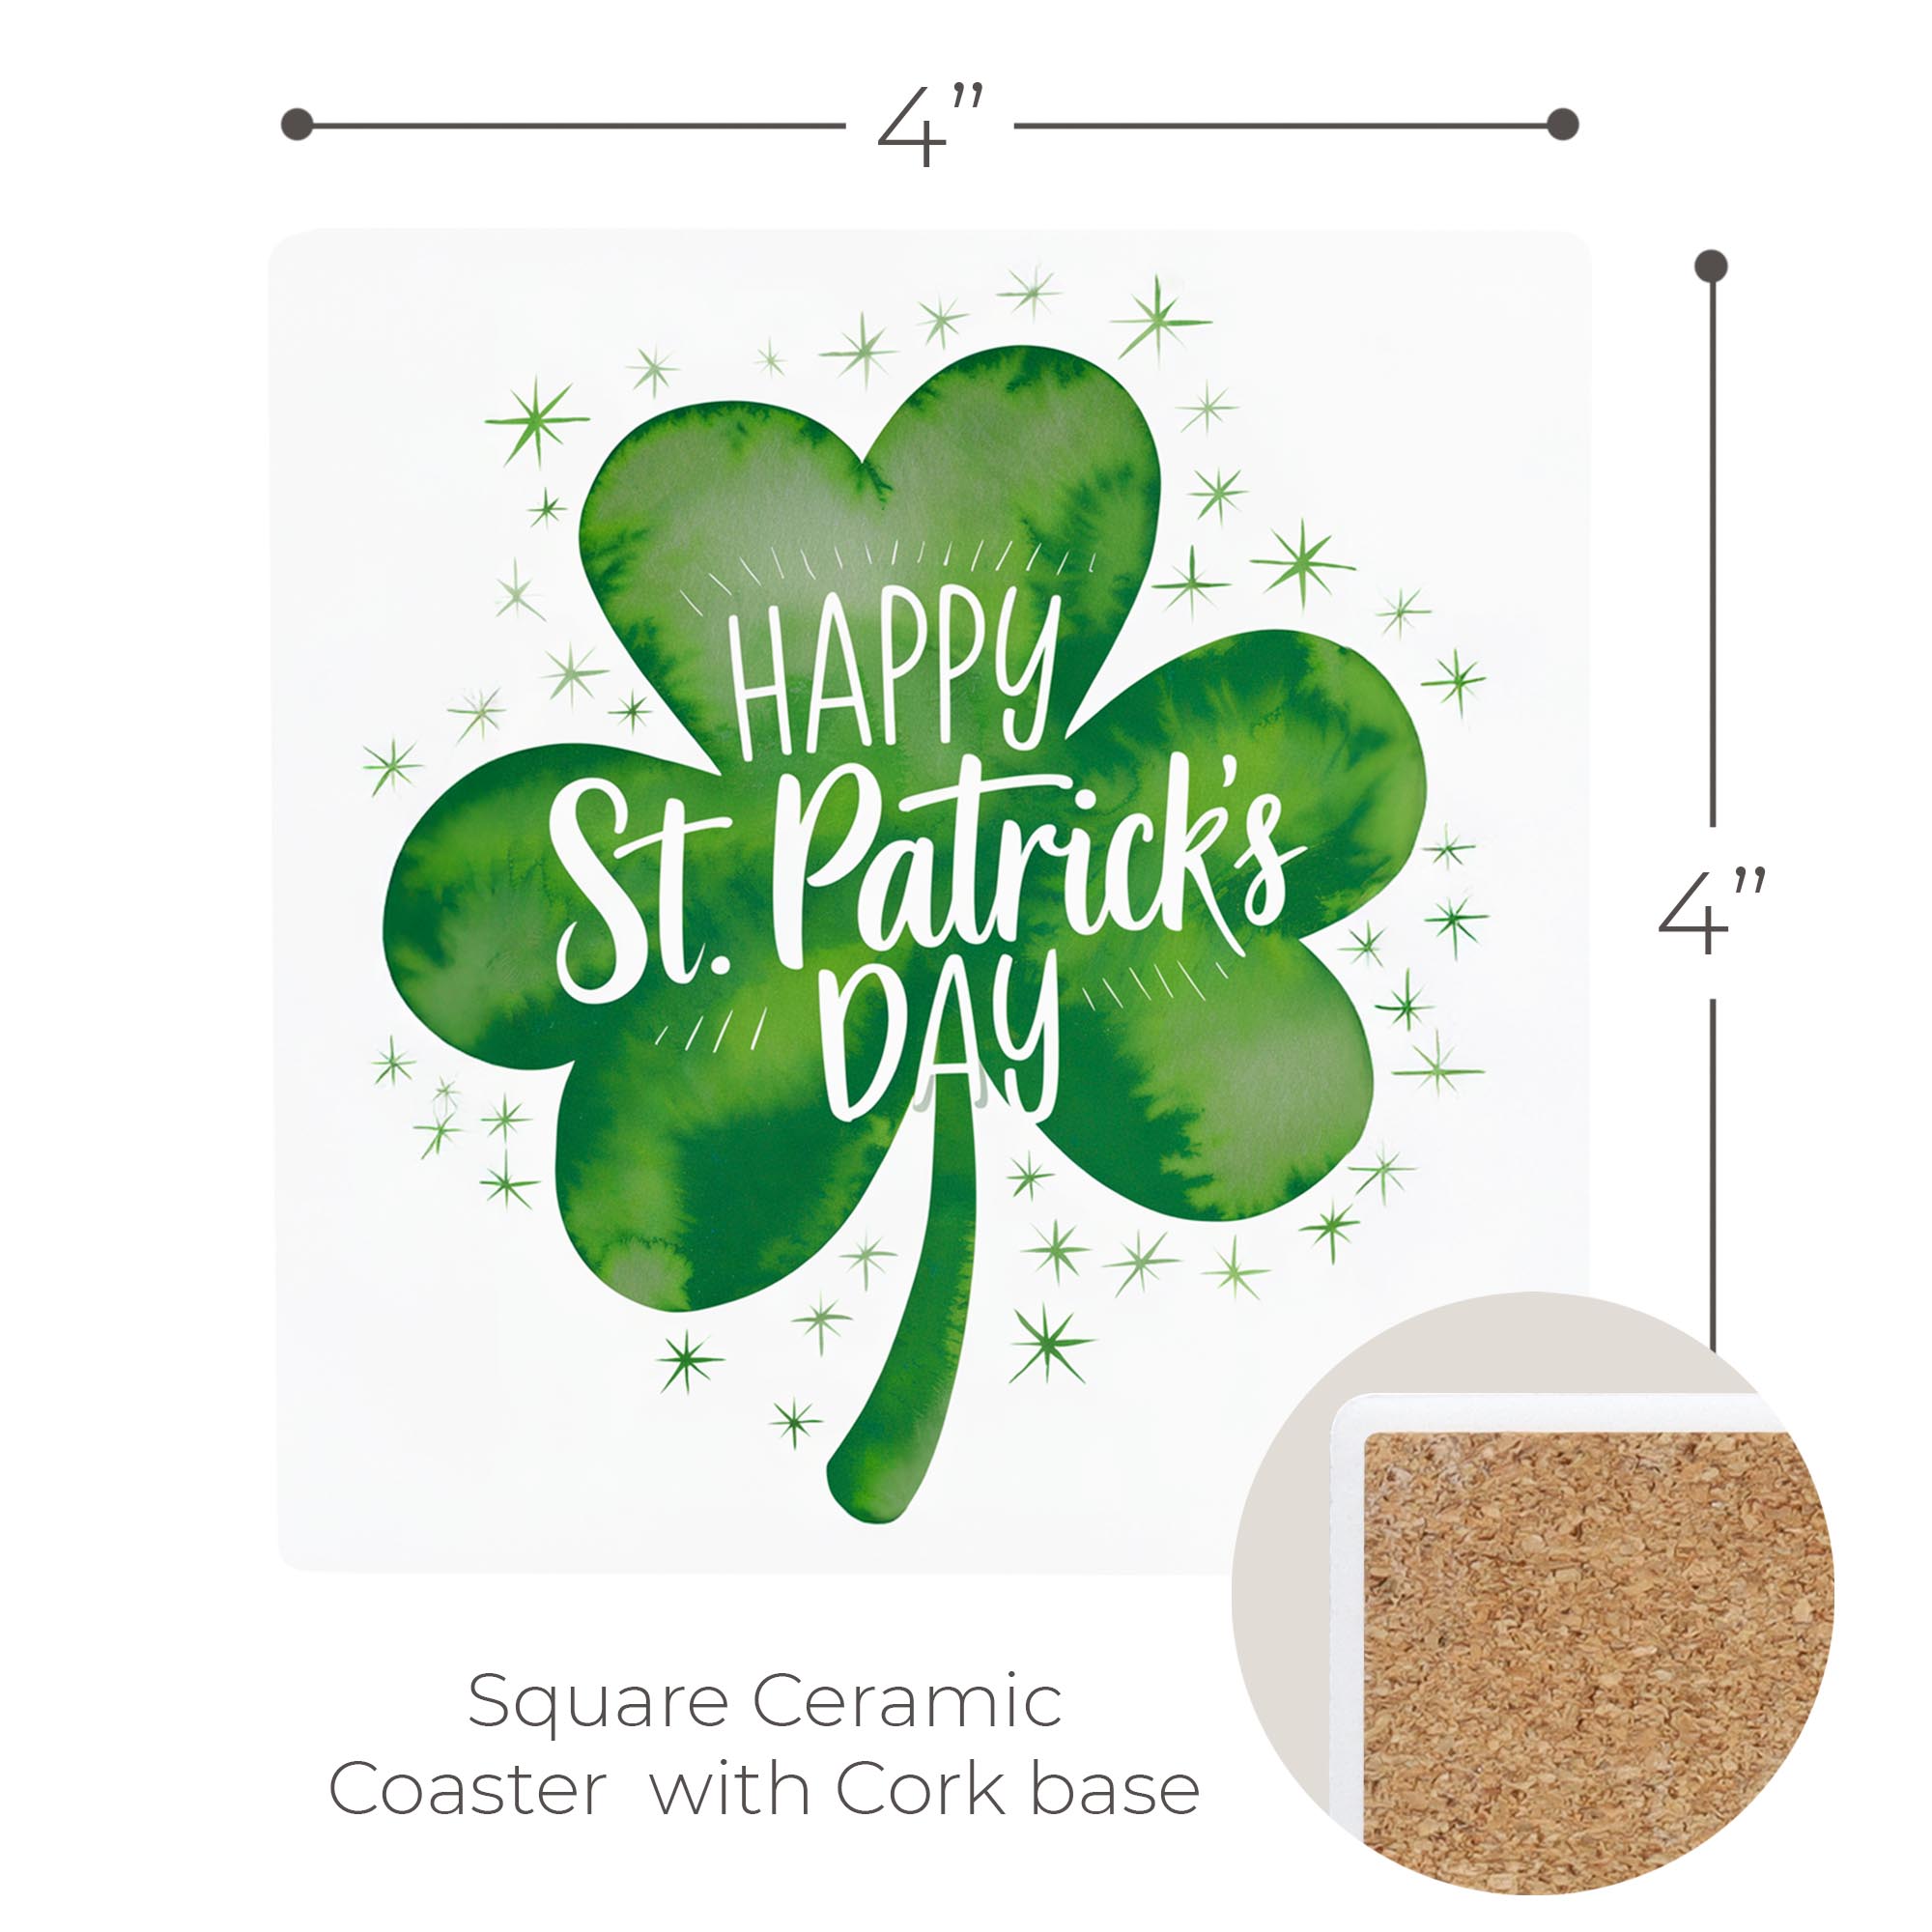 4”
HAPPY
St. Patrick's
DAY
4”
Square Ceramic
Coaster with Cork base